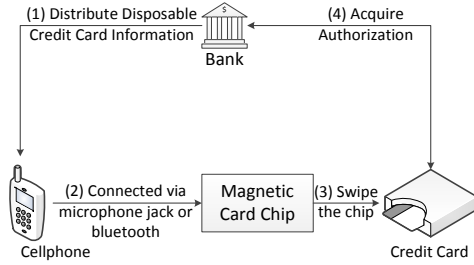 (1) Distribute Disposable
Credit Card Information
$
Bank
(4) Acquire
Authorization
(2) Connected via
microphone jack or
bluetooth
Magnetic
Card Chip
(3) Swipe
the chip
Cellphone
Credit Card